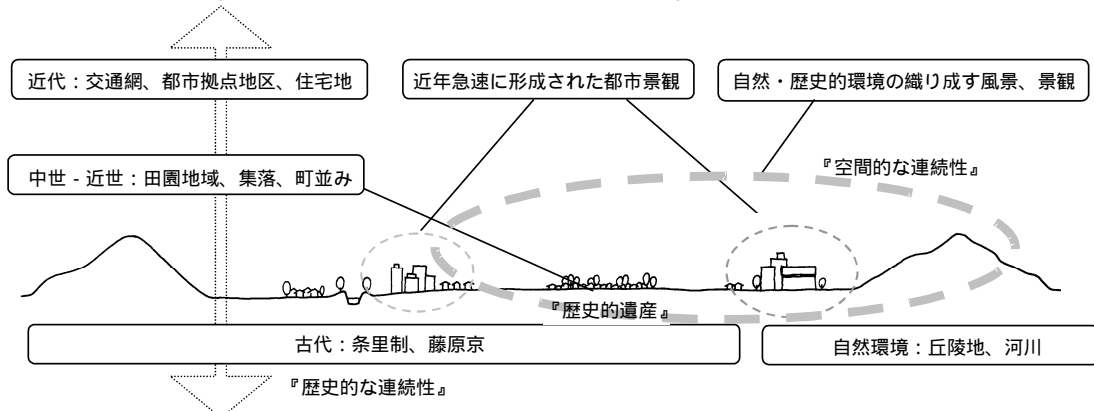 近代：交通網、都市拠点地区、住宅地
近年急速に形成された都市景観
自然・歴史的環境の織り成す風景、景観
中世 - 近世：田園地域、集落、町並み
『空間的な連続性』
『歴史的遺産』
古代：条里制、藤原京
自然環境：丘陵地、河川
『歴史的な連続性』